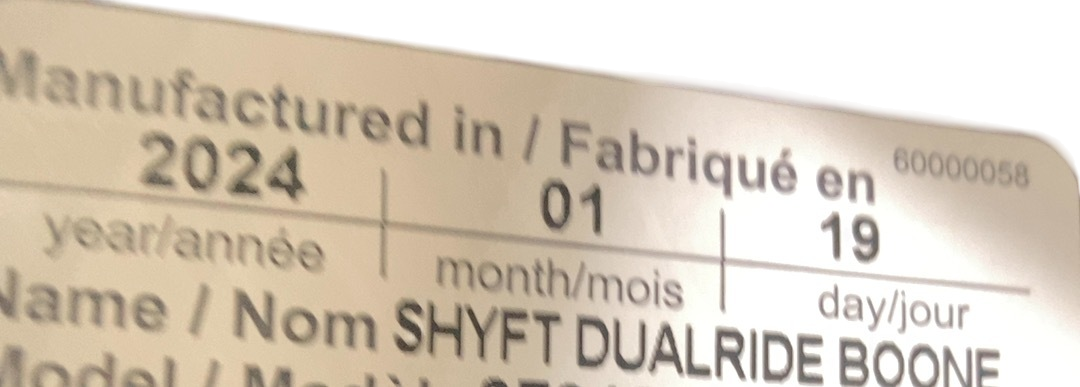 Manufactured in / Fabriqué en 60000058
2024 01 19
year/année month/mois day/jour
Name / Nom SHYFT DUALRIDE BOONE
Model /